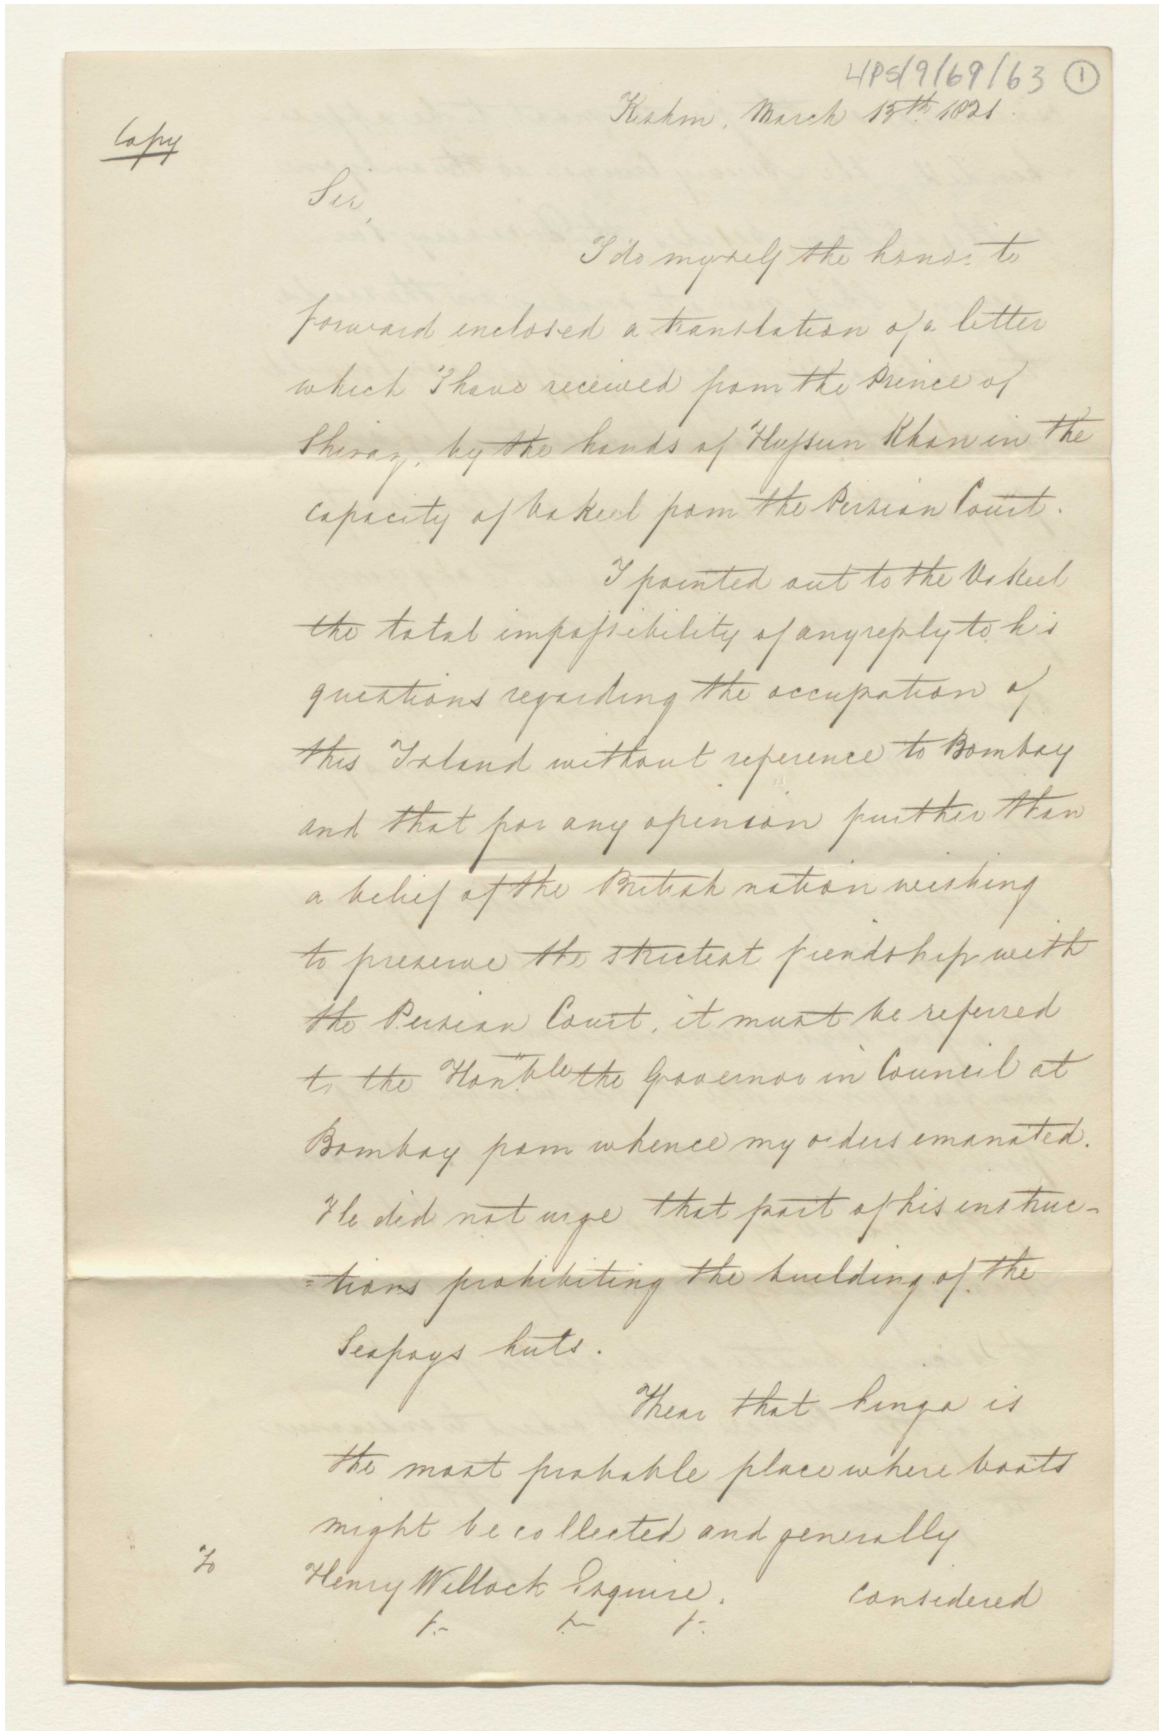 L/PS/9/69/63 1
Kishm, March 13th 1821.
Copy
Sir,
I do myself the honor to
forward enclosed a translation of a letter
which I have received from the Prince of
Shiraz, by the hands of Hussun Khan in the
capacity of Vakeel from the Persian Court.
I pointed out to the Vakeel
the total impossibility of any reply to his
questions regarding the occupation of
this Island without reference to Bombay
and that for any opinion further than
a belief of the British nation wishing
to preserve the strictest friendship with
the Persian Court, it must be referred
to the Hon'ble the Governor in Council at
Bombay from whence my orders emanated.
He did not urge that part of his instruc-
=tions prohibiting the building of the
Seapoys huts.
I hear that Linga is
the most probable place where boats
might be collected and generally
To
Henry Willock Esquire.
considered